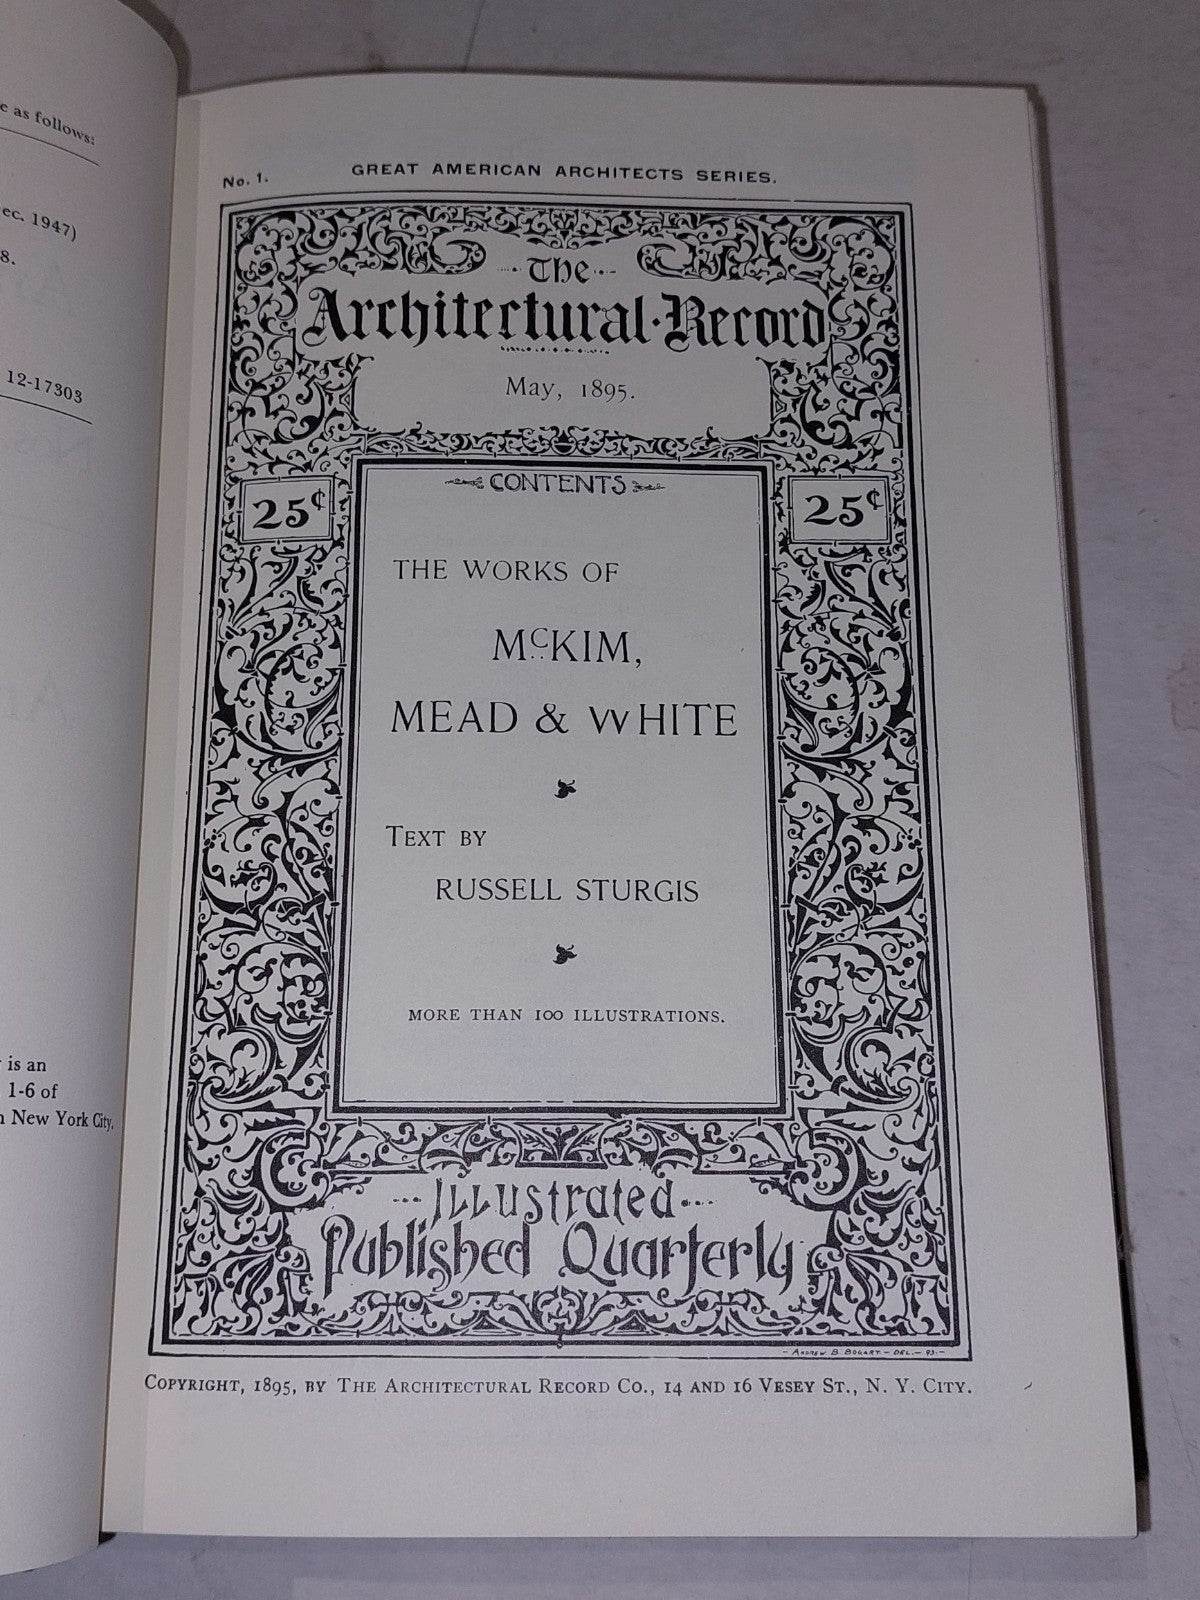 e as follows:
ec. 1947)
8.
12-17303
is an
1-6 of
New York City.
No. 1. GREAT AMERICAN ARCHITECTS SERIES.
The
Architectural Record
May, 1895.
CONTENTS
25¢ 25¢
THE WORKS OF
McKIM,
MEAD & WHITE
TEXT BY
RUSSELL STURGIS
MORE THAN 100 ILLUSTRATIONS.
Illustrated
Published Quarterly
- ANDREW B. BOGART - DEL. - 93 -
COPYRIGHT, 1895, BY THE ARCHITECTURAL RECORD CO., 14 AND 16 VESEY ST., N. Y. CITY.